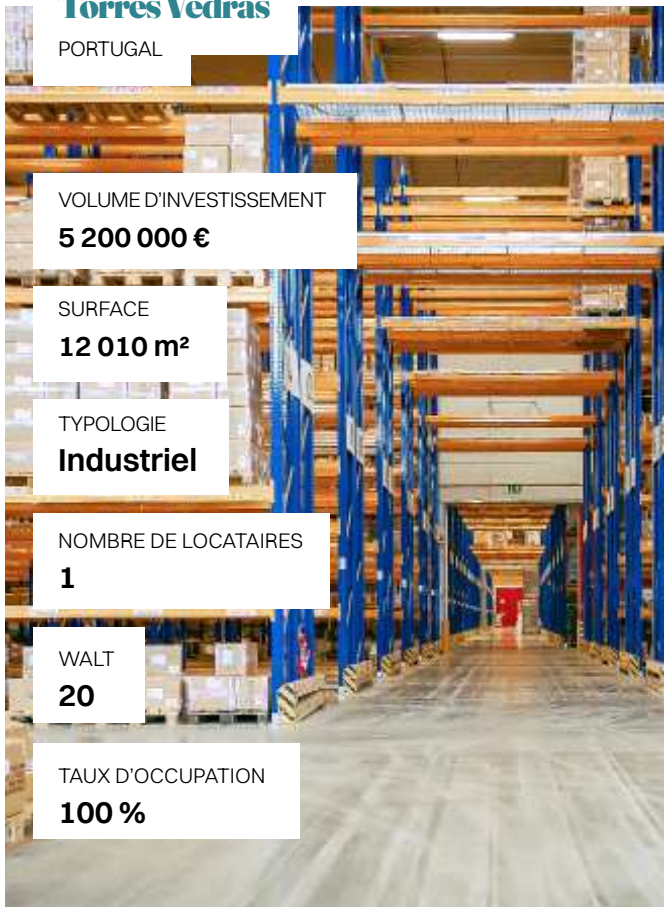 Torres Vedras
PORTUGAL
VOLUME D'INVESTISSEMENT
5 200 000 €
SURFACE
12 010 m²
TYPOLOGIE
Industriel
NOMBRE DE LOCATAIRES
1
WALT
20
TAUX D'OCCUPATION
100 %